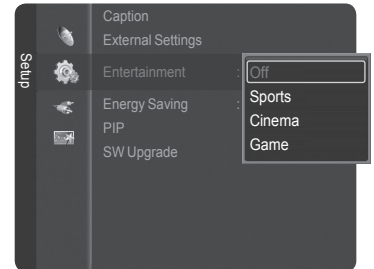 Setup
Caption
External Settings
Entertainment : Off
Sports
Cinema
Game
Energy Saving :
PIP
SW Upgrade